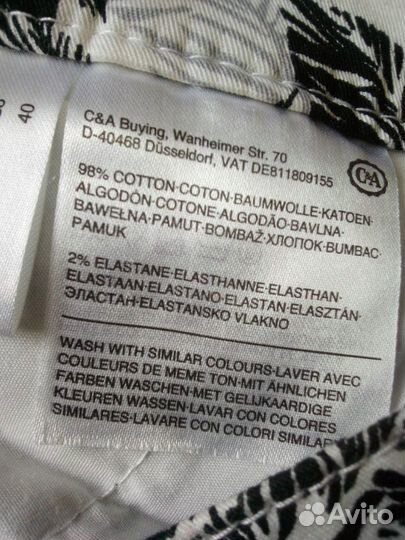 40
C&A Buying, Wanheimer Str. 70
D-40468 Düsseldorf, VAT DE811809155
C&A
98% COTTON·COTON·BAUMWOLLE·KATOEN·
ALGODÓN·COTONE·ALGODÃO·BAVLNA·
BAWEŁNA·PAMUT·BOMBAŽ·ХЛОПОК·BUMBAC·
PAMUK
2% ELASTANE·ELASTHANNE·ELASTHAN·
ELASTAAN·ELASTANO·ELASTAN·ELASZTÁN·
ЭЛАСТАН·ELASTANSKO VLAKNO
WASH WITH SIMILAR COLOURS·LAVER AVEC
COULEURS DE MEME TON·MIT ÄHNLICHEN
FARBEN WASCHEN·MET GELIJKAARDIGE
KLEUREN WASSEN·LAVAR CON COLORES
SIMILARES·LAVARE CON COLORI SIMILARI·
Avito